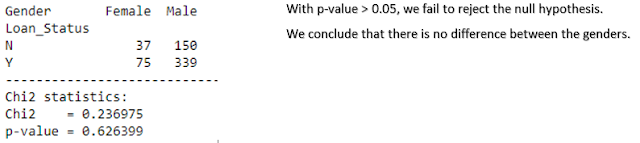 Gender Female Male
Loan_Status
N 37 150
Y 75 339
----------------------------
Chi2 statistics:
Chi2 = 0.236975
p-value = 0.626399
With p-value > 0.05, we fail to reject the null hypothesis.
We conclude that there is no difference between the genders.